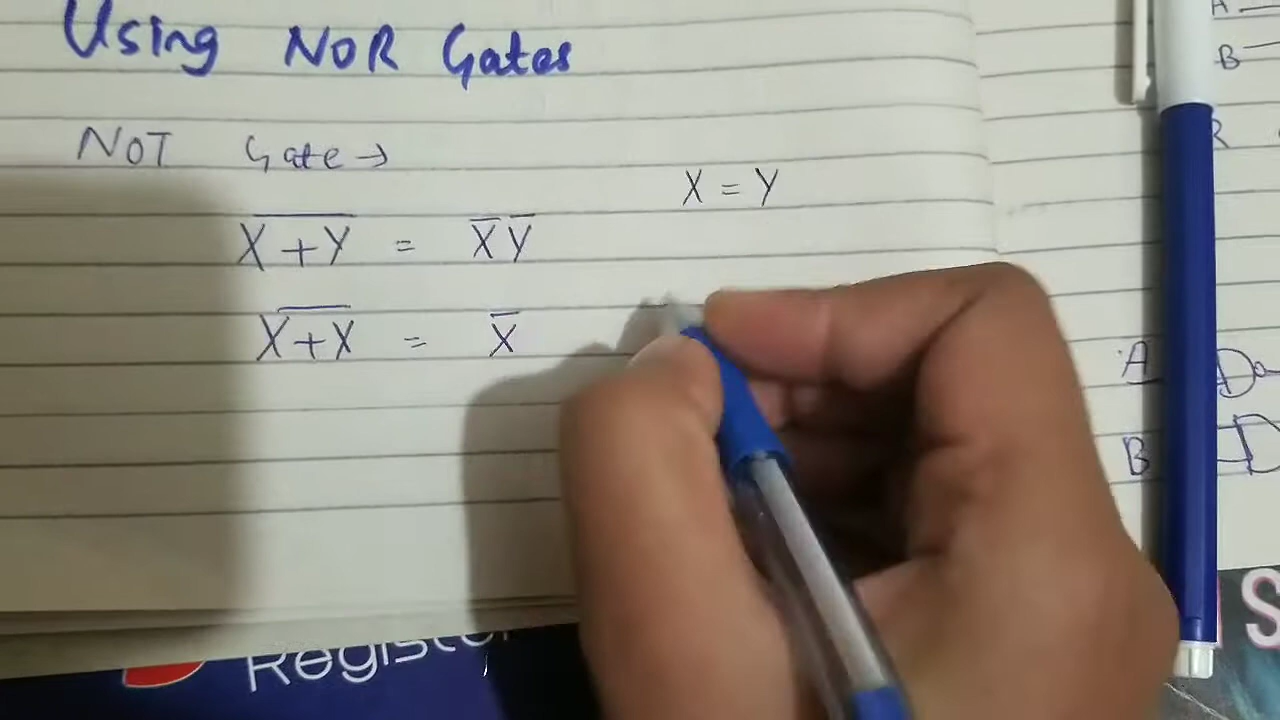 Using NOR Gates
NOT Gate →
X = Y
X̅ ̅+̅ ̅Y̅ = X̅ Y̅
X̅ ̅+̅ ̅X̅ = X̅
A
B
R
A
B
Register
S